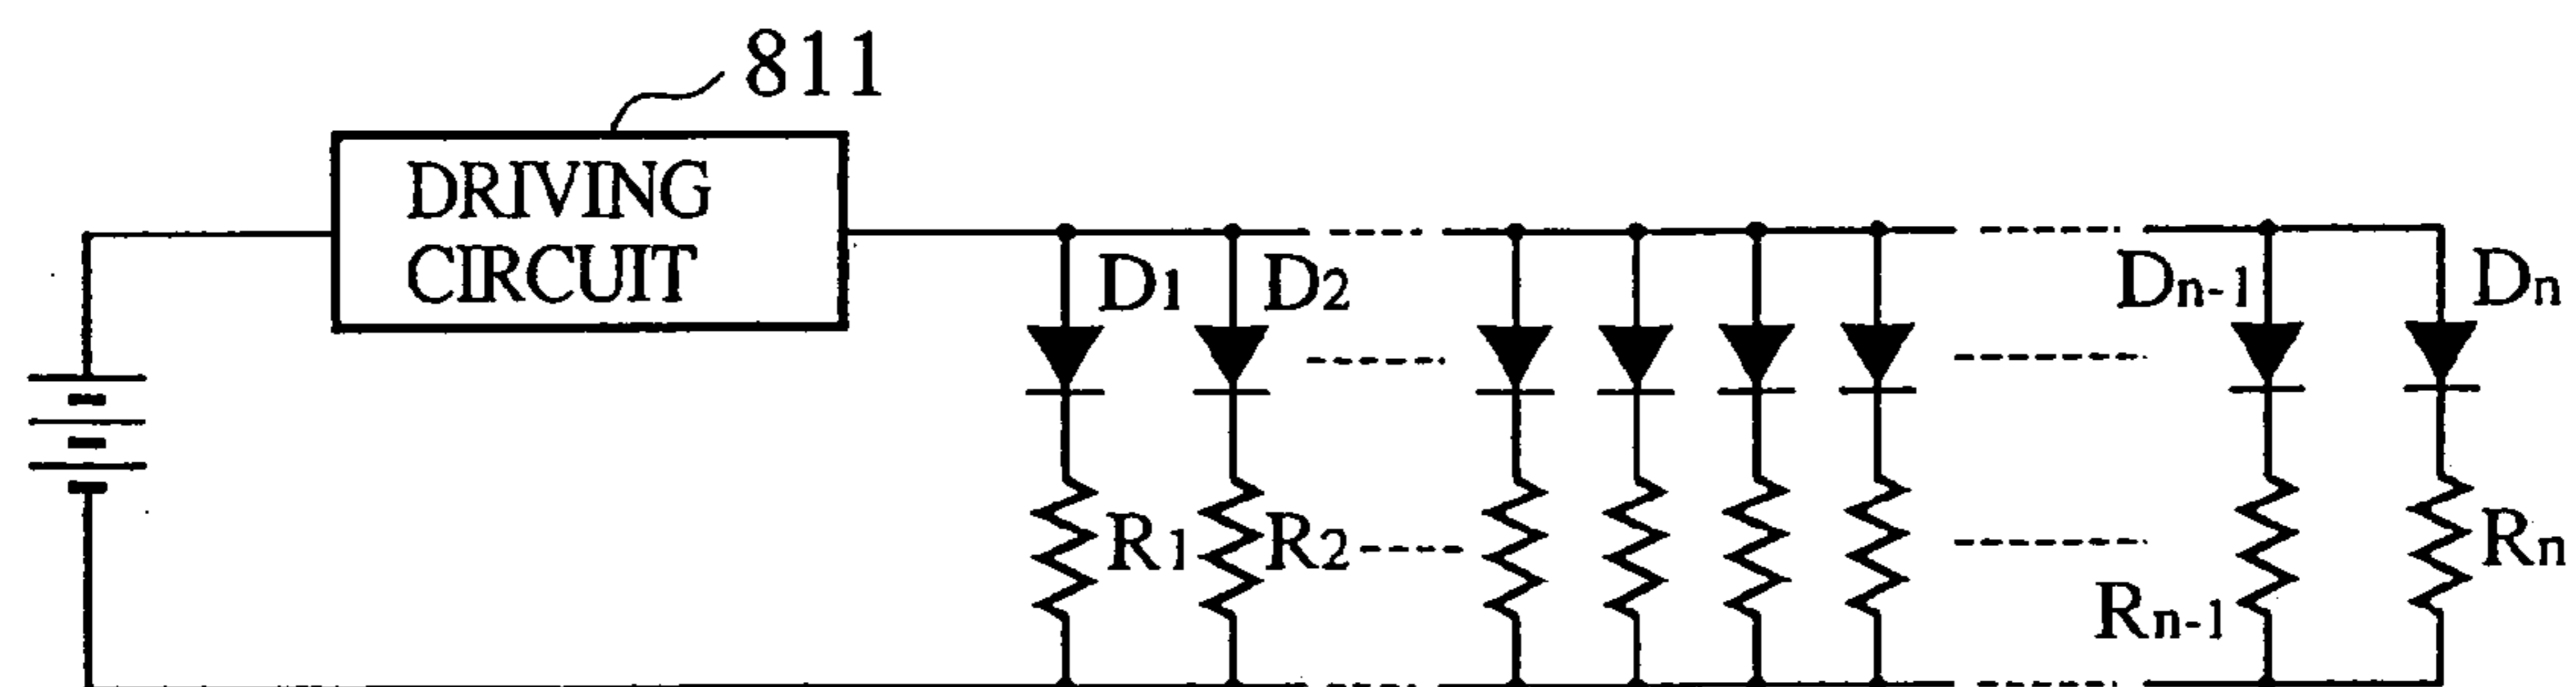 811
DRIVING
CIRCUIT
D1
D2
Dn-1
Dn
R1
R2
Rn-1
Rn